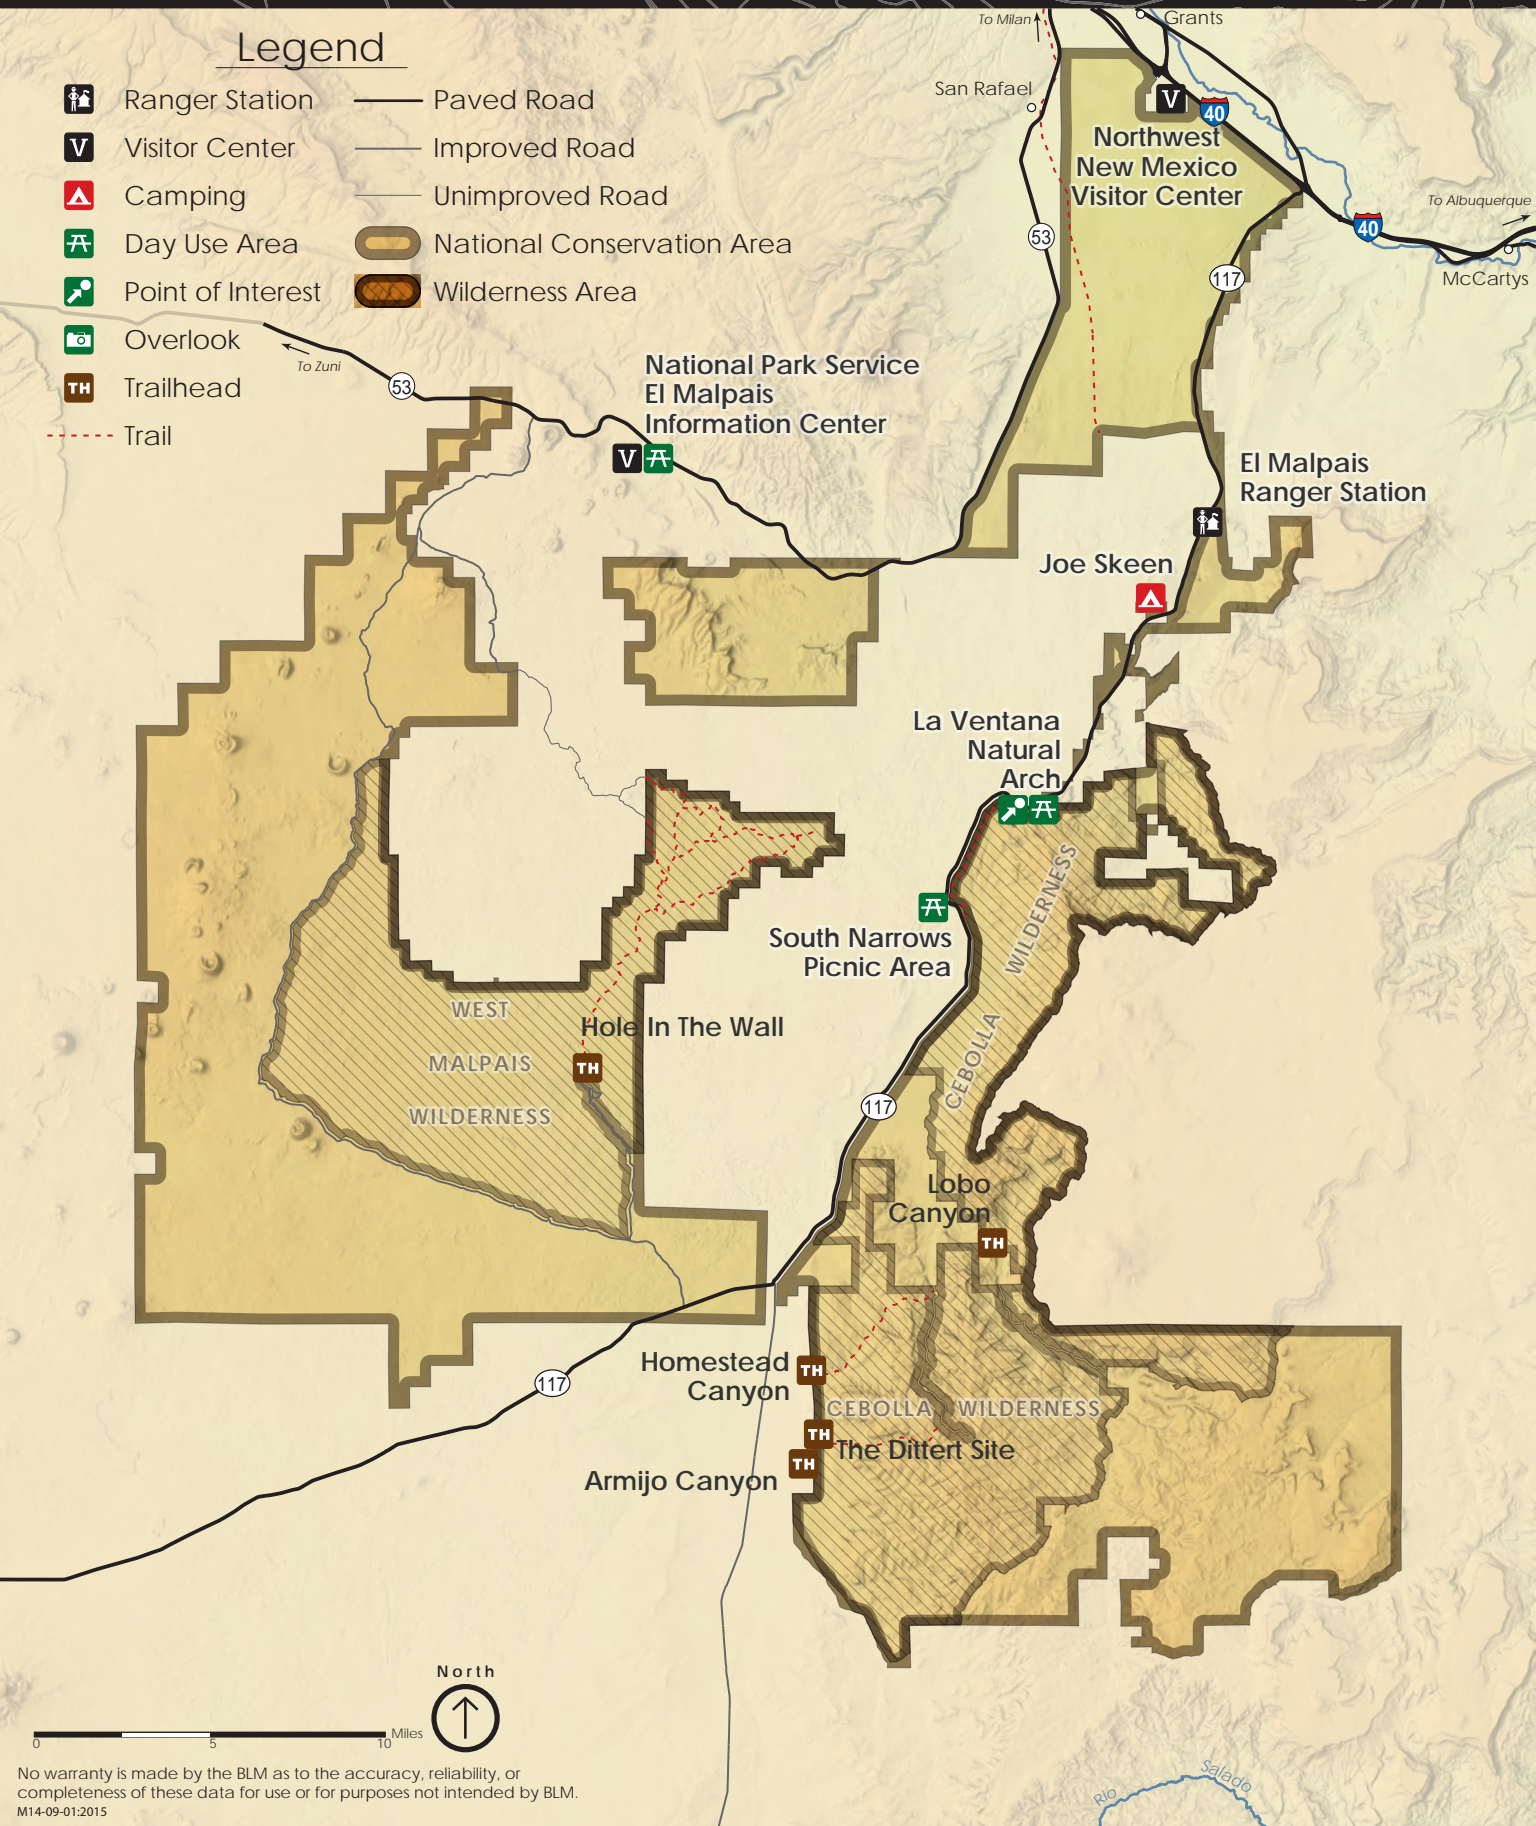 Legend
Ranger Station
Visitor Center
Camping
Day Use Area
Point of Interest
Overlook
TH Trailhead
Trail
Paved Road
Improved Road
Unimproved Road
National Conservation Area
Wilderness Area
V
To Milan
Grants
San Rafael
V
40
Northwest
New Mexico
Visitor Center
To Albuquerque
40
McCartys
53
117
To Zuni
53
National Park Service
El Malpais
Information Center
V
El Malpais
Ranger Station
Joe Skeen
La Ventana
Natural
Arch
South Narrows
Picnic Area
WILDERNESS
CEBOLLA
WEST
MALPAIS
WILDERNESS
Hole In The Wall
TH
117
Lobo
Canyon
TH
Homestead
Canyon
TH
117
CEBOLLA WILDERNESS
TH
The Dittert Site
TH
Armijo Canyon
North
0 5 10 Miles
No warranty is made by the BLM as to the accuracy, reliability, or
completeness of these data for use or for purposes not intended by BLM.
M14-09-01:2015
Rio Salado